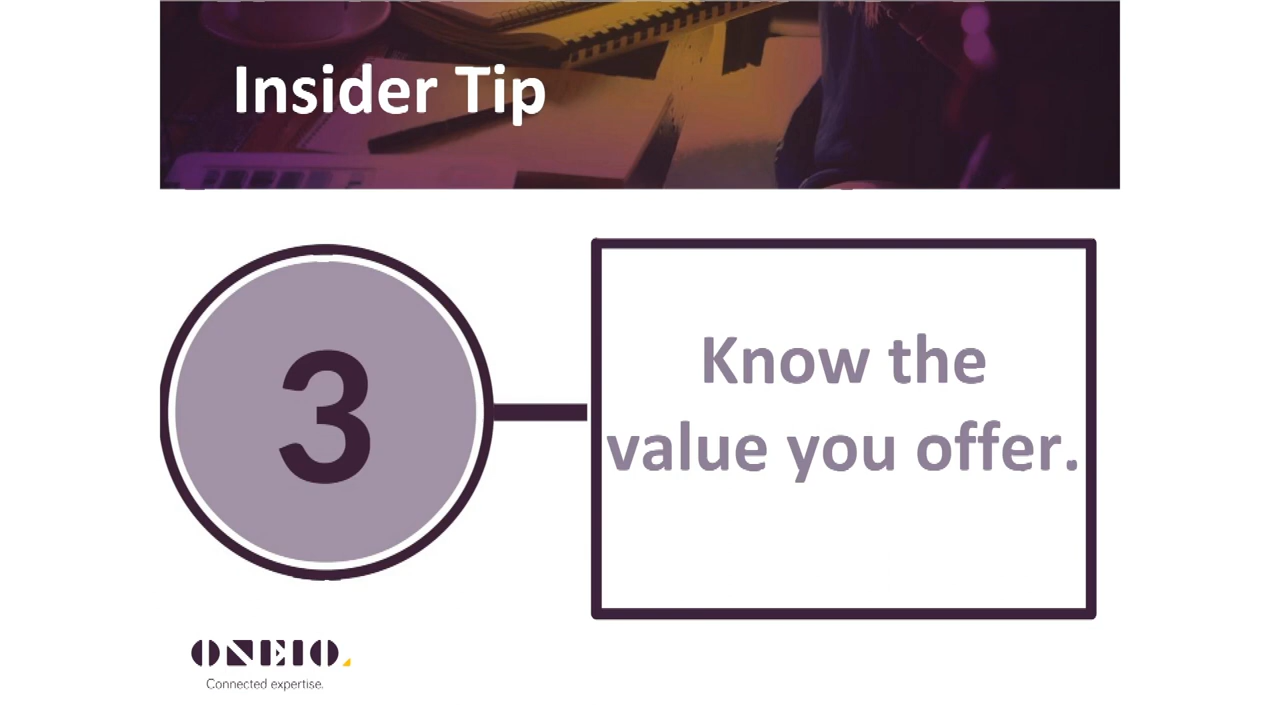 Insider Tip
3
Know the
value you offer.
ONEIO
Connected expertise.